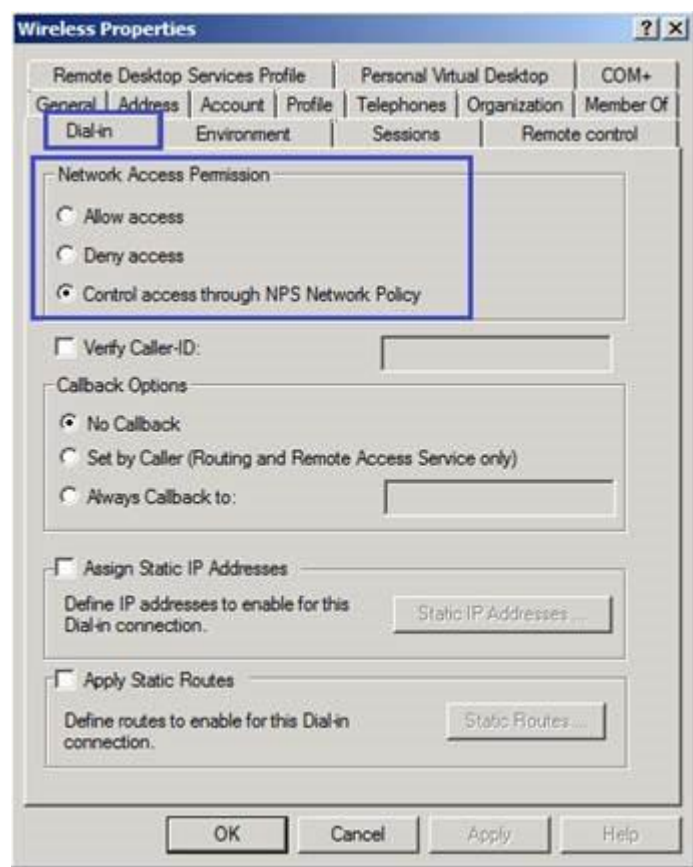 Wireless Properties
Remote Desktop Services Profile Personal Virtual Desktop COM+
General Address Account Profile Telephones Organization Member Of
Dial-in Environment Sessions Remote control
Network Access Permission
Allow access
Deny access
Control access through NPS Network Policy
Verify Caller-ID:
Callback Options
No Callback
Set by Caller (Routing and Remote Access Service only)
Always Callback to:
Assign Static IP Addresses
Define IP addresses to enable for this
Dial-in connection.
Static IP Addresses ...
Apply Static Routes
Define routes to enable for this Dial-in
connection.
Static Routes ...
OK Cancel Apply Help